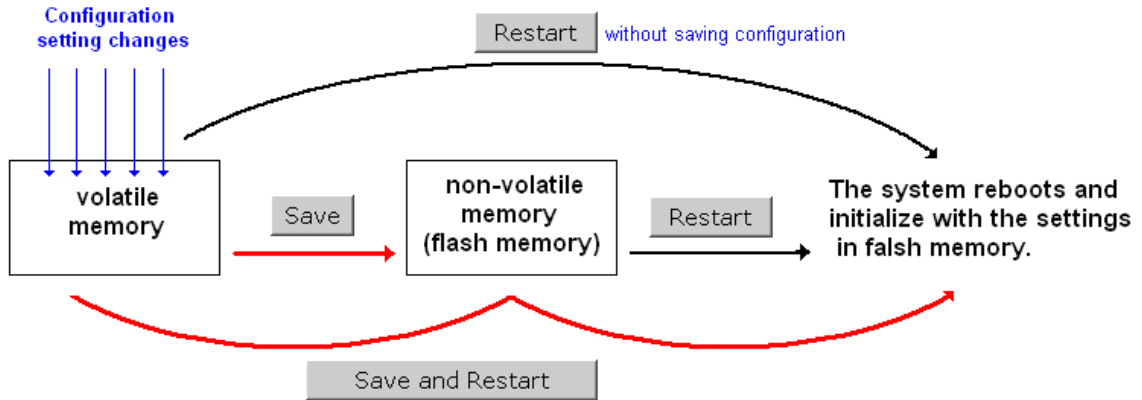 Configuration
setting changes
Restart
without saving configuration
volatile
memory
Save
non-volatile
memory
(flash memory)
Restart
The system reboots and
initialize with the settings
in falsh memory.
Save and Restart